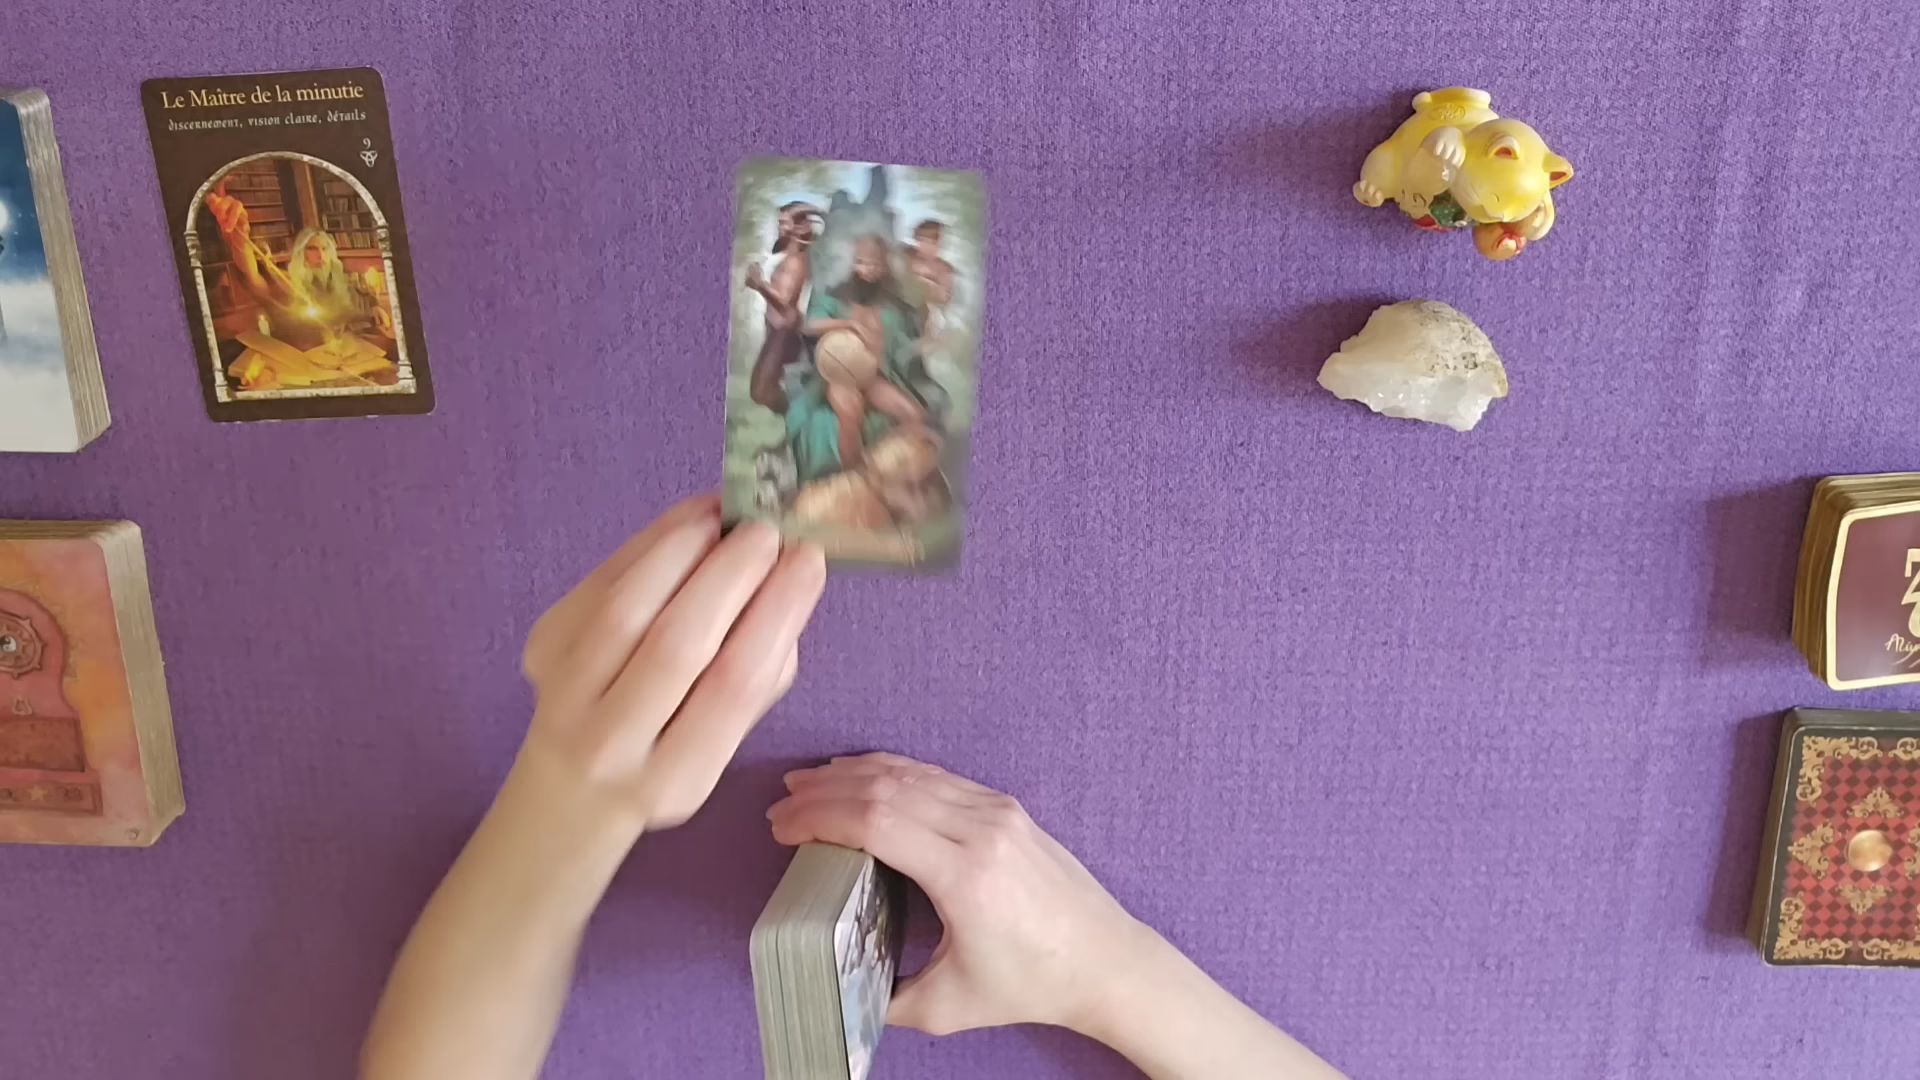 Le Maître de la minutie
discernement, vision claire, détails
9